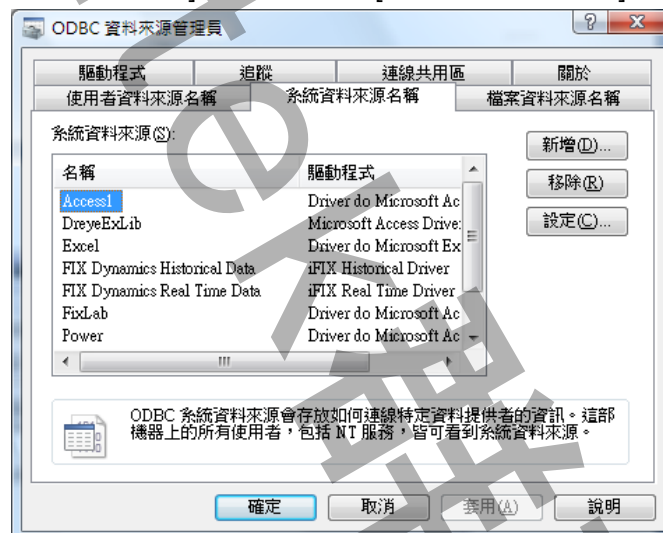 ODBC 資料來源管理員
驅動程式 追蹤 連線共用區 關於
使用者資料來源名稱 系統資料來源名稱 檔案資料來源名稱
系統資料來源(S):
新增(D)...
移除(R)
設定(C)...
名稱 驅動程式
Access1 Driver do Microsoft Ac
DreyeExLib Microsoft Access Drive
Excel Driver do Microsoft Ex
FIX Dynamics Historical Data iFIX Historical Driver
FIX Dynamics Real Time Data iFIX Real Time Driver
FixLab Driver do Microsoft Ac
Power Driver do Microsoft Ac
ODBC 系統資料來源會存放如何連線特定資料提供者的資訊。這部
機器上的所有使用者，包括 NT 服務，皆可看到系統資料來源。
確定 取消 套用(A) 說明